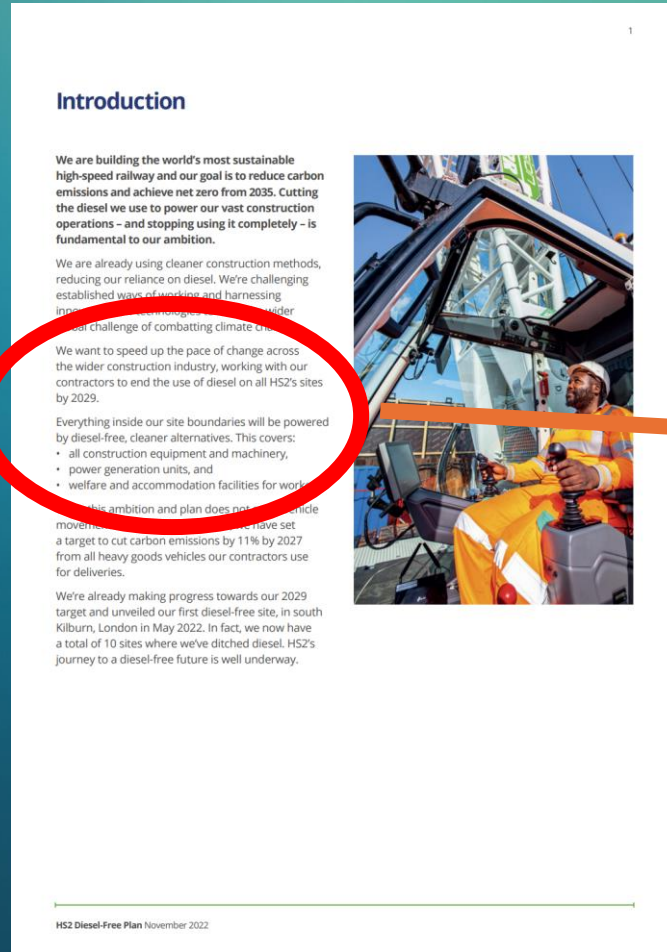 1
Introduction
We are building the world's most sustainable
high-speed railway and our goal is to reduce carbon
emissions and achieve net zero from 2035. Cutting
the diesel we use to power our vast construction
operations – and stopping using it completely – is
fundamental to our ambition.
We are already using cleaner construction methods,
reducing our reliance on diesel. We're challenging
established ways of working and harnessing
technologies wider
challenge of combatting climate
We want to speed up the pace of change across
the wider construction industry, working with our
contractors to end the use of diesel on all HS2's sites
by 2029.
Everything inside our site boundaries will be powered
by diesel-free, cleaner alternatives. This covers:
• all construction equipment and machinery,
• power generation units, and
• welfare and accommodation facilities for
this ambition and plan does not
have set
a target to cut carbon emissions by 11% by 2027
from all heavy goods vehicles our contractors use
for deliveries.
We're already making progress towards our 2029
target and unveiled our first diesel-free site, in south
Kilburn, London in May 2022. In fact, we now have
a total of 10 sites where we've ditched diesel. HS2's
journey to a diesel-free future is well underway.
HS2 Diesel-Free Plan November 2022